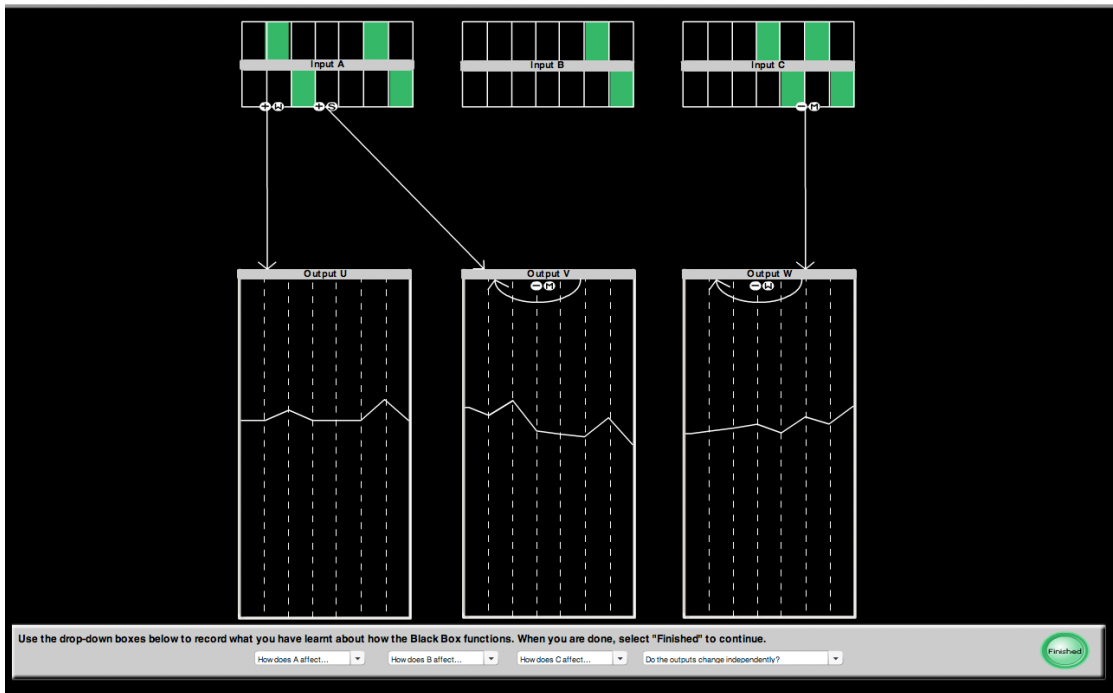 Input A
Input B
Input C
+ W
+ S
− M
Output U
Output V
Output W
− M
− W
Use the drop-down boxes below to record what you have learnt about how the Black Box functions. When you are done, select "Finished" to continue.
How does A affect...
How does B affect...
How does C affect...
Do the outputs change independently?
Finished